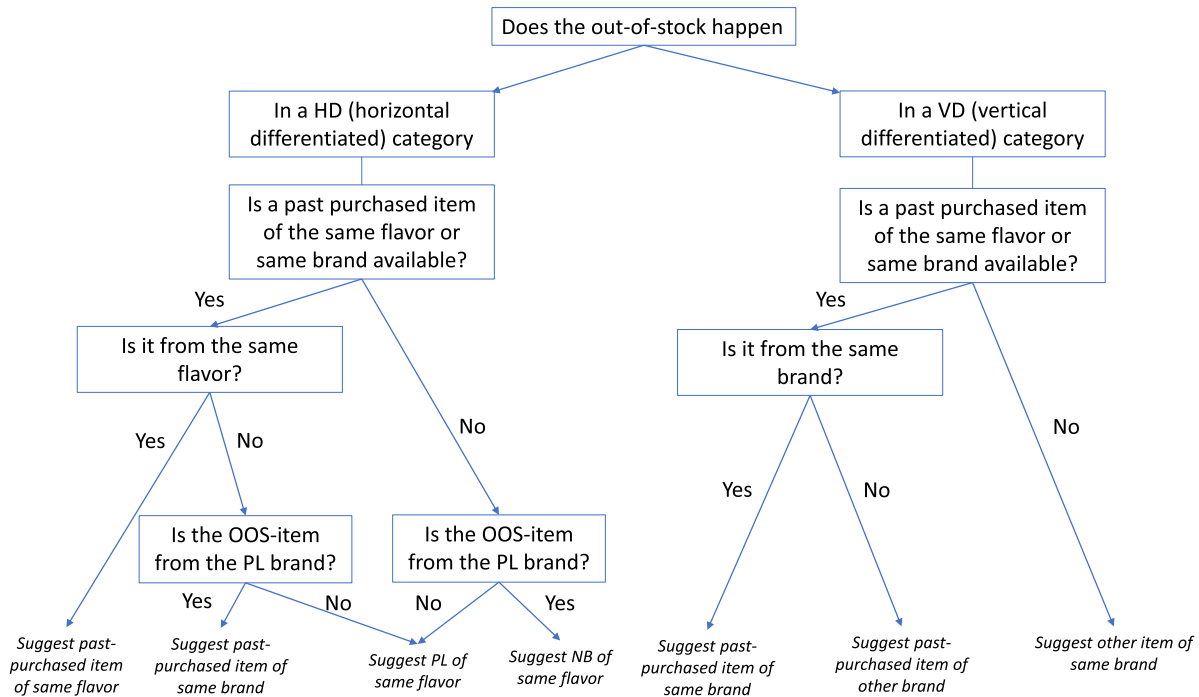 Does the out-of-stock happen
In a HD (horizontal
differentiated) category
In a VD (vertical
differentiated) category
Is a past purchased item
of the same flavor or
same brand available?
Is a past purchased item
of the same flavor or
same brand available?
Yes
Yes
Is it from the same
flavor?
Is it from the same
brand?
Yes
No
No
No
Yes
No
Is the OOS-item
from the PL brand?
Is the OOS-item
from the PL brand?
Yes
No
No
Yes
Suggest past-
purchased item
of same flavor
Suggest past-
purchased item of
same brand
Suggest PL of
same flavor
Suggest NB of
same flavor
Suggest past-
purchased item of
same brand
Suggest past-
purchased item of
other brand
Suggest other item of
same brand